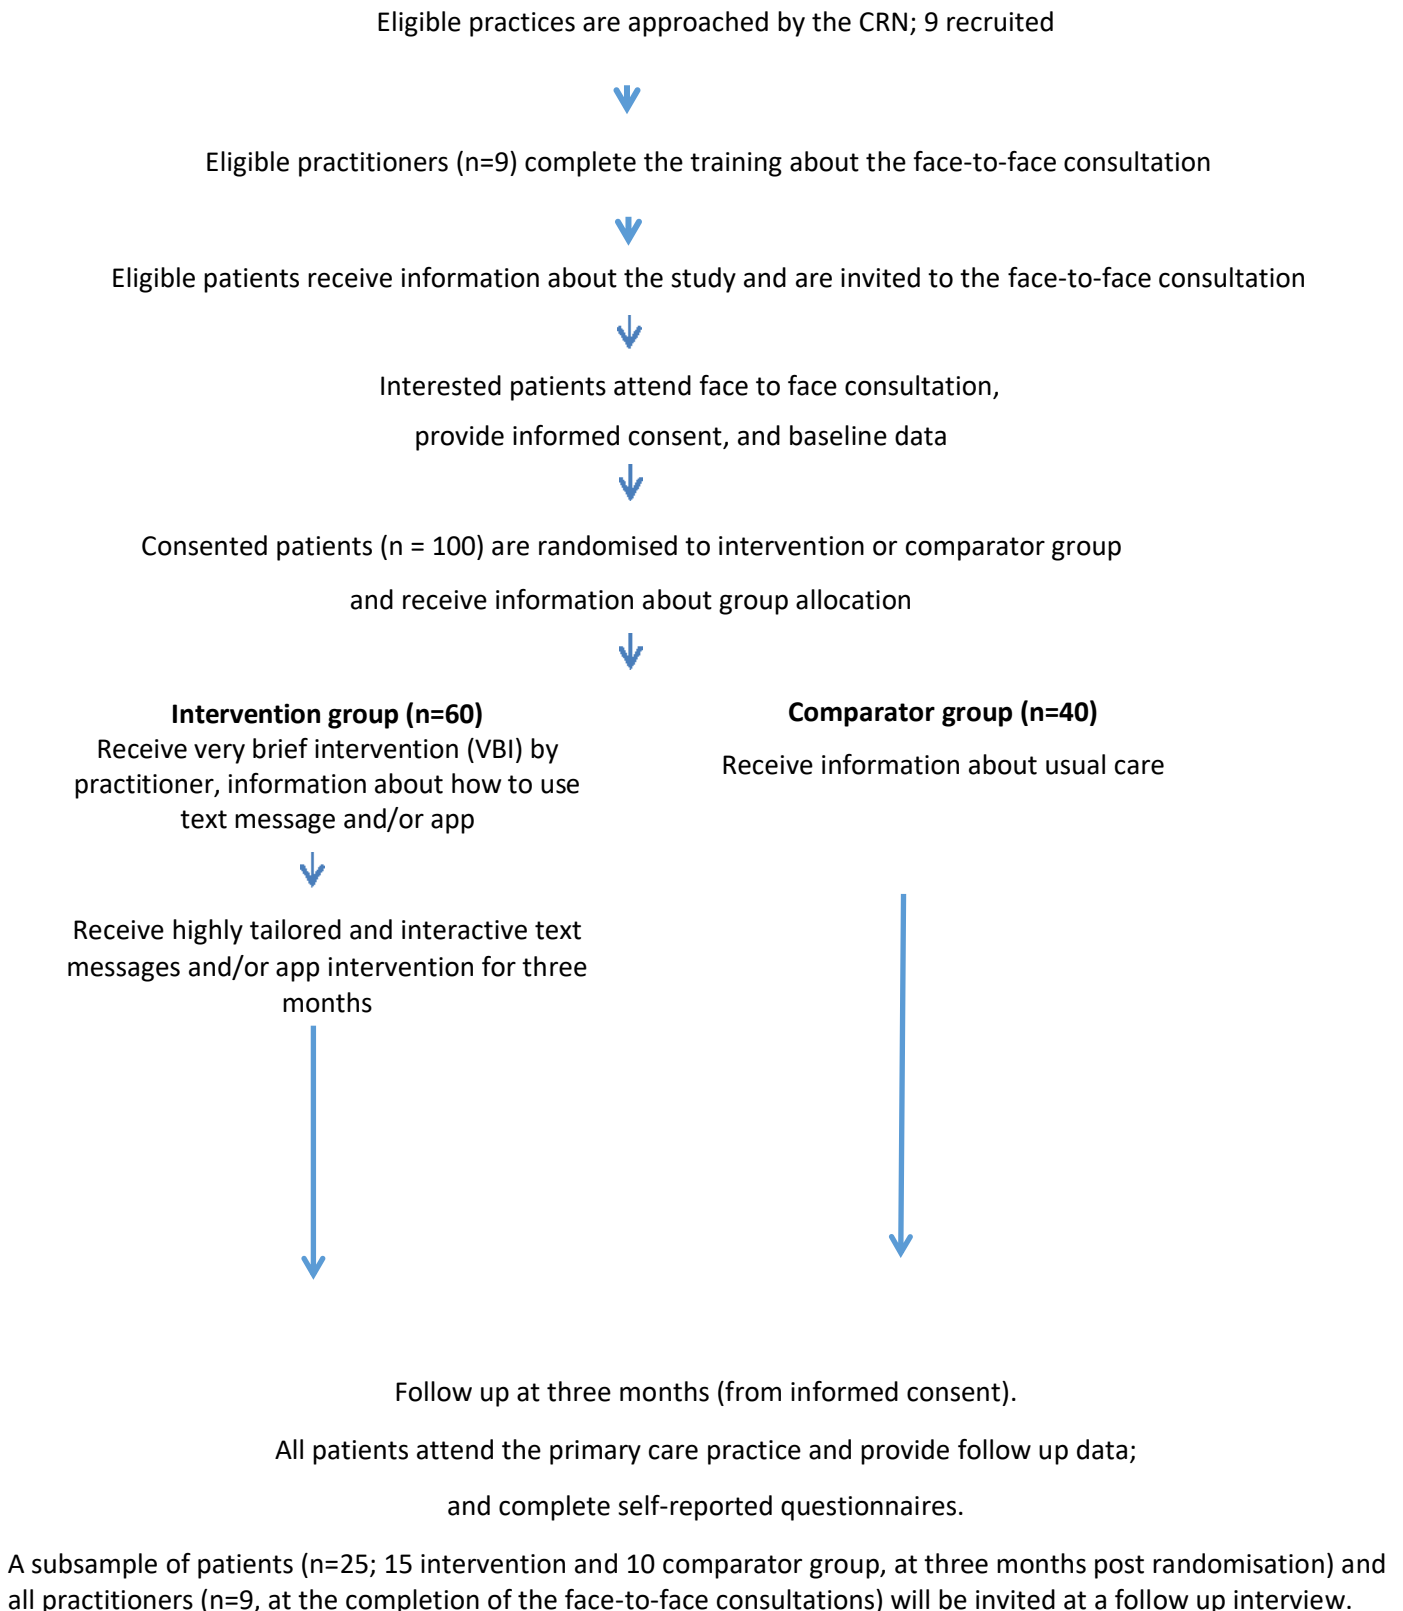 Eligible practices are approached by the CRN; 9 recruited
Eligible practitioners (n=9) complete the training about the face-to-face consultation
Eligible patients receive information about the study and are invited to the face-to-face consultation
Interested patients attend face to face consultation,
provide informed consent, and baseline data
Consented patients (n = 100) are randomised to intervention or comparator group
and receive information about group allocation
Intervention group (n=60)
Receive very brief intervention (VBI) by
practitioner, information about how to use
text message and/or app
Receive highly tailored and interactive text
messages and/or app intervention for three
months
Comparator group (n=40)
Receive information about usual care
Follow up at three months (from informed consent).
All patients attend the primary care practice and provide follow up data;
and complete self-reported questionnaires.
A subsample of patients (n=25; 15 intervention and 10 comparator group, at three months post randomisation) and
all practitioners (n=9, at the completion of the face-to-face consultations) will be invited at a follow up interview.